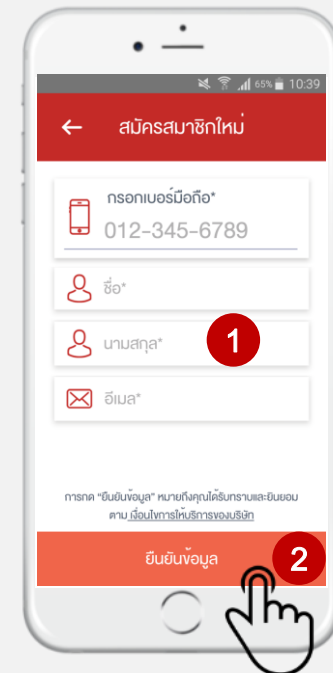 65% 10:39
สมัครสมาชิกใหม่
กรอกเบอร์มือถือ*
012-345-6789
ชื่อ*
นามสกุล*
1
อีเมล*
การกด "ยืนยันข้อมูล" หมายถึงคุณได้รับทราบและยินยอม
ตาม เงื่อนไขการให้บริการของบริษัท
ยืนยันข้อมูล
2